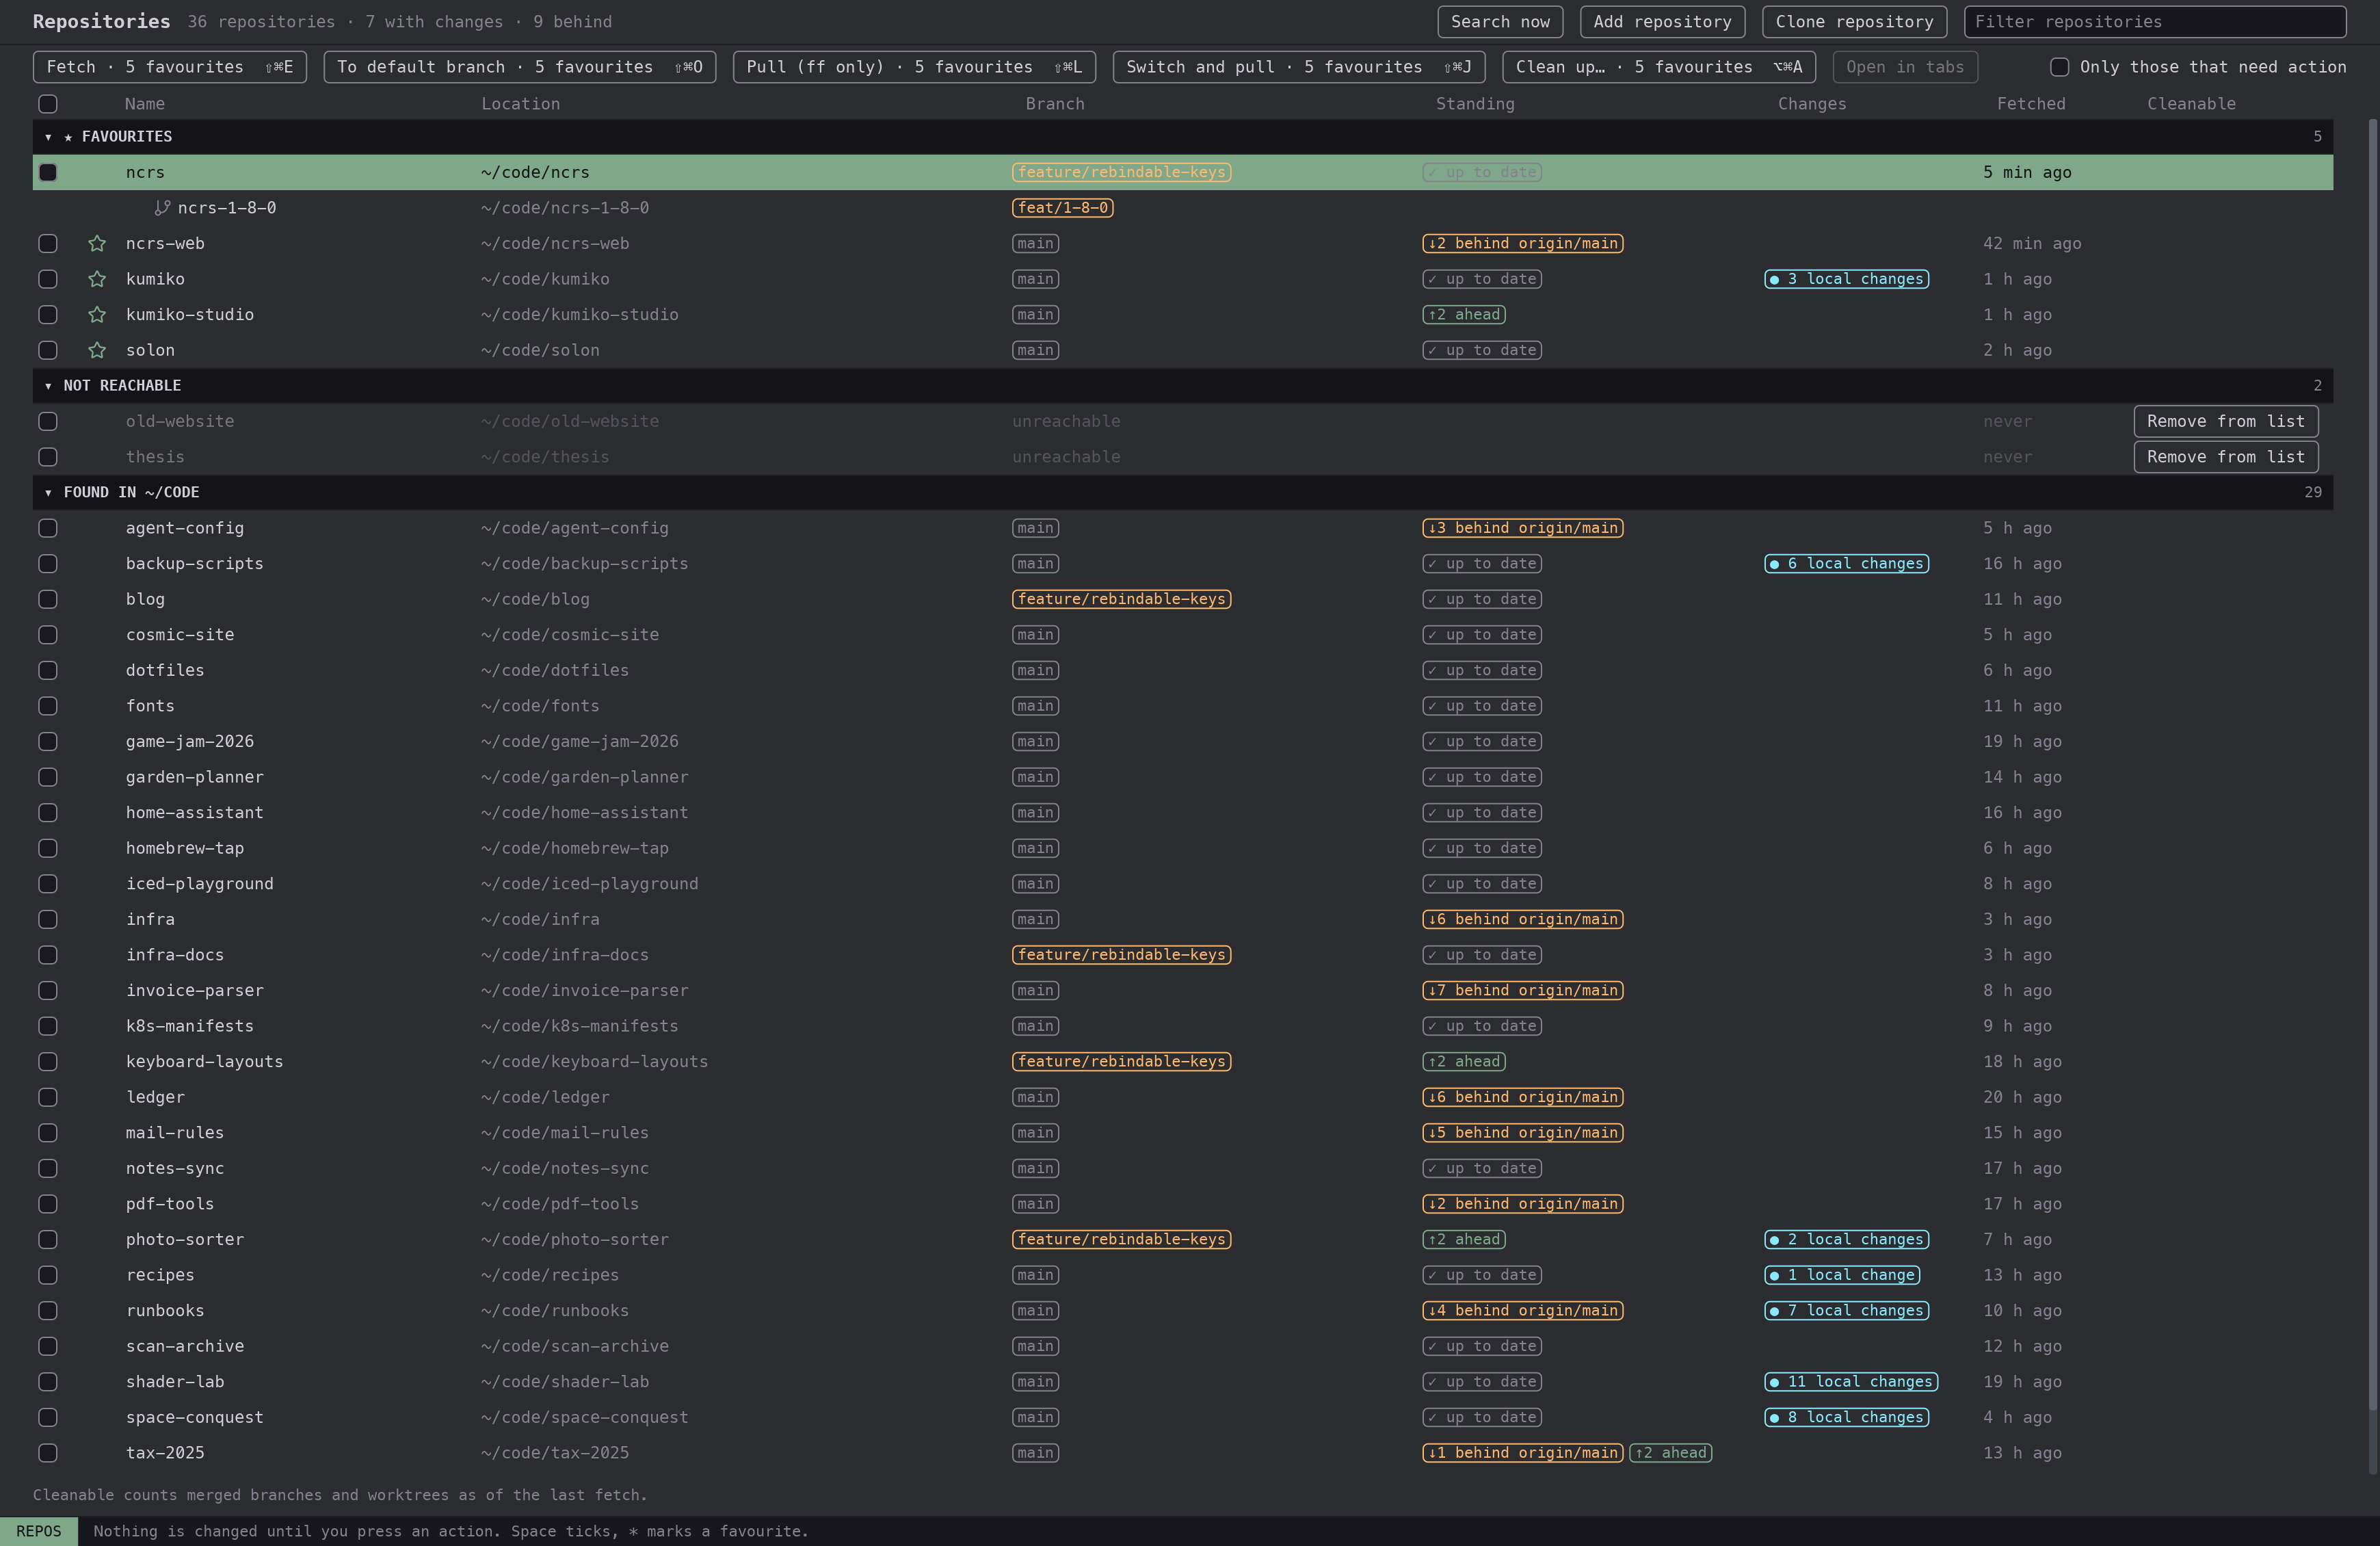 Repositories 36 repositories · 7 with changes · 9 behind Search now Add repository Clone repository Filter repositories
Fetch · 5 favourites ⇧⌘E To default branch · 5 favourites ⇧⌘O Pull (ff only) · 5 favourites ⇧⌘L Switch and pull · 5 favourites ⇧⌘J Clean up… · 5 favourites ⌥⌘A Open in tabs Only those that need action
Name Location Branch Standing Changes Fetched Cleanable
▾ ★ FAVOURITES 5
ncrs ~/code/ncrs feature/rebindable-keys ✓ up to date 5 min ago
ncrs-1-8-0 ~/code/ncrs-1-8-0 feat/1-8-0
ncrs-web ~/code/ncrs-web main ↓2 behind origin/main 42 min ago
kumiko ~/code/kumiko main ✓ up to date ● 3 local changes 1 h ago
kumiko-studio ~/code/kumiko-studio main ↑2 ahead 1 h ago
solon ~/code/solon main ✓ up to date 2 h ago
▾ NOT REACHABLE 2
old-website ~/code/old-website unreachable never Remove from list
thesis ~/code/thesis unreachable never Remove from list
▾ FOUND IN ~/CODE 29
agent-config ~/code/agent-config main ↓3 behind origin/main 5 h ago
backup-scripts ~/code/backup-scripts main ✓ up to date ● 6 local changes 16 h ago
blog ~/code/blog feature/rebindable-keys ✓ up to date 11 h ago
cosmic-site ~/code/cosmic-site main ✓ up to date 5 h ago
dotfiles ~/code/dotfiles main ✓ up to date 6 h ago
fonts ~/code/fonts main ✓ up to date 11 h ago
game-jam-2026 ~/code/game-jam-2026 main ✓ up to date 19 h ago
garden-planner ~/code/garden-planner main ✓ up to date 14 h ago
home-assistant ~/code/home-assistant main ✓ up to date 16 h ago
homebrew-tap ~/code/homebrew-tap main ✓ up to date 6 h ago
iced-playground ~/code/iced-playground main ✓ up to date 8 h ago
infra ~/code/infra main ↓6 behind origin/main 3 h ago
infra-docs ~/code/infra-docs feature/rebindable-keys ✓ up to date 3 h ago
invoice-parser ~/code/invoice-parser main ↓7 behind origin/main 8 h ago
k8s-manifests ~/code/k8s-manifests main ✓ up to date 9 h ago
keyboard-layouts ~/code/keyboard-layouts feature/rebindable-keys ↑2 ahead 18 h ago
ledger ~/code/ledger main ↓6 behind origin/main 20 h ago
mail-rules ~/code/mail-rules main ↓5 behind origin/main 15 h ago
notes-sync ~/code/notes-sync main ✓ up to date 17 h ago
pdf-tools ~/code/pdf-tools main ↓2 behind origin/main 17 h ago
photo-sorter ~/code/photo-sorter feature/rebindable-keys ↑2 ahead ● 2 local changes 7 h ago
recipes ~/code/recipes main ✓ up to date ● 1 local change 13 h ago
runbooks ~/code/runbooks main ↓4 behind origin/main ● 7 local changes 10 h ago
scan-archive ~/code/scan-archive main ✓ up to date 12 h ago
shader-lab ~/code/shader-lab main ✓ up to date ● 11 local changes 19 h ago
space-conquest ~/code/space-conquest main ✓ up to date ● 8 local changes 4 h ago
tax-2025 ~/code/tax-2025 main ↓1 behind origin/main ↑2 ahead 13 h ago
Cleanable counts merged branches and worktrees as of the last fetch.
REPOS Nothing is changed until you press an action. Space ticks, * marks a favourite.